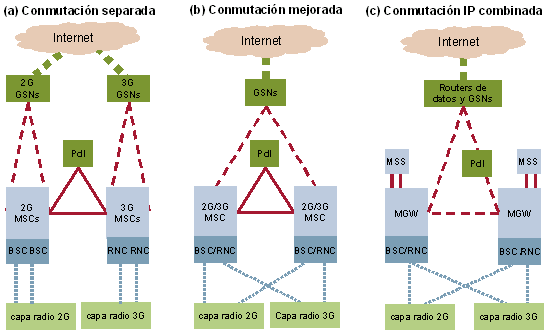 (a) Conmutación separada
Internet
2G
GSNs
3G
GSNs
PdI
2G
MSCs
3G
MSCs
BSC BSC
RNC RNC
capa radio 2G
capa radio 3G
(b) Conmutación mejorada
Internet
GSNs
PdI
2G/3G
MSC
2G/3G
MSC
BSC/RNC
BSC/RNC
capa radio 2G
Capa radio 3G
(c) Conmutación IP combinada
Internet
Routers de
datos y GSNs
MSS
PdI
MSS
MGW
MGW
BSC/RNC
BSC/RNC
capa radio 2G
capa radio 3G